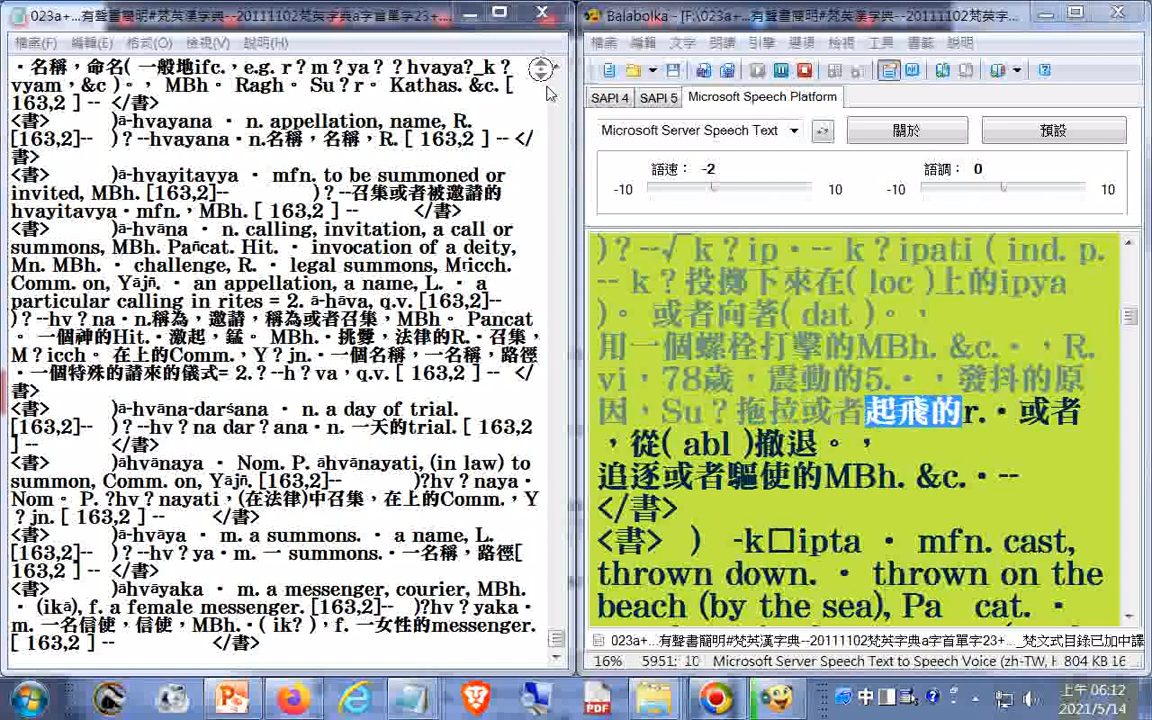 023a+...有聲書簡明#梵英漢字典--20111102梵英字典a字首單字23+...
檔案(F) 編輯(E) 格式(O) 檢視(V) 說明(H)
‧名稱，命名( 一般地ifc.，e.g. r？m？ya？？hvaya?_k？
vyam，&c )。， MBh。 Ragh。 Su？r。 Kathas. &c. [
163,2 ] -- </書>
<書> )ā-hvayana ‧ n. appellation, name, R.
[163,2]-- )？--hvayana‧n.名稱，名稱，R. [ 163,2 ] -- </
書>
<書> )ā-hvayitavya ‧ mfn. to be summoned or
invited, MBh. [163,2]-- )？--召集或者被邀請的
hvayitavya‧mfn.，MBh. [ 163,2 ] -- </書>
<書> )ā-hvāna ‧ n. calling, invitation, a call or
summons, MBh. Pañcat. Hit. ‧ invocation of a deity,
Mn. MBh. ‧ challenge, R. ‧ legal summons, Mṛicch.
Comm. on, Yājñ. ‧ an appellation, a name, L. ‧ a
particular calling in rites = 2. ā-hāva, q.v. [163,2]--
)？--hv？na‧n.稱為，邀請，稱為或者召集，MBh。 Pancat
。一個神的Hit.‧激起，錳。 MBh.‧挑釁，法律的R.‧召集，
M？icch。 在上的Comm.，Y？jn.‧一個名稱，一名稱，路徑
‧一個特殊的請來的儀式= 2.？--h？va，q.v. [ 163,2 ] -- </
書>
<書> )ā-hvāna-darśana ‧ n. a day of trial.
[163,2]-- )？--hv？na dar？ana‧n. 一天的trial. [ 163,2
] -- </書>
<書> )āhvānaya ‧ Nom. P. āhvānayati, (in law) to
summon, Comm. on, Yājñ. [163,2]-- )?hv？naya‧
Nom。 P. ?hv？nayati，(在法律)中召集，在上的Comm.，Y
？jn. [ 163,2 ] -- </書>
<書> )ā-hvāya ‧ m. a summons. ‧ a name, L.
[163,2]-- )？--hv？ya‧m. 一 summons.‧一名稱，路徑[
163,2 ] -- </書>
<書> )āhvāyaka ‧ m. a messenger, courier, MBh.
‧ (ikā), f. a female messenger. [163,2]-- )?hv？yaka‧
m. 一名信使，信使，MBh.‧( ik？)，f. 一女性的messenger.
[ 163,2 ] -- </書>
Balabolka - [F:\023a+...有聲書簡明#梵英漢字典--20111102梵英字...
檔案 編輯 文字 朗讀 引擎 選項 檢視 工具 書籤 說明
SAPI 4 SAPI 5 Microsoft Speech Platform
Microsoft Server Speech Text 關於 預設
語速： -2 語調： 0
-10 10 -10 10
)？--√ k？ip‧-- k？ipati ( ind. p.
-- k？投擲下來在( loc )上的ipya
)。 或者向著( dat )。，
用一個螺栓打擊的MBh. &c.‧，R.
vi，78歲，震動的5.‧，發抖的原
因，Su？拖拉或者起飛的r.‧或者
，從( abl )撤退。，
追逐或者驅使的MBh. &c.‧--
</書>
<書> ) -k□ipta ‧ mfn. cast,
thrown down. ‧ thrown on the
beach (by the sea), Pa cat. ‧
023a+...有聲書簡明#梵英漢字典--20111102梵英字典a字首單字23+..._梵文式目錄已加中譯
16% 5951: 10 Microsoft Server Speech Text to Speech Voice (zh-TW, H 804 KB 16
中
上午 06:12
2021/5/14